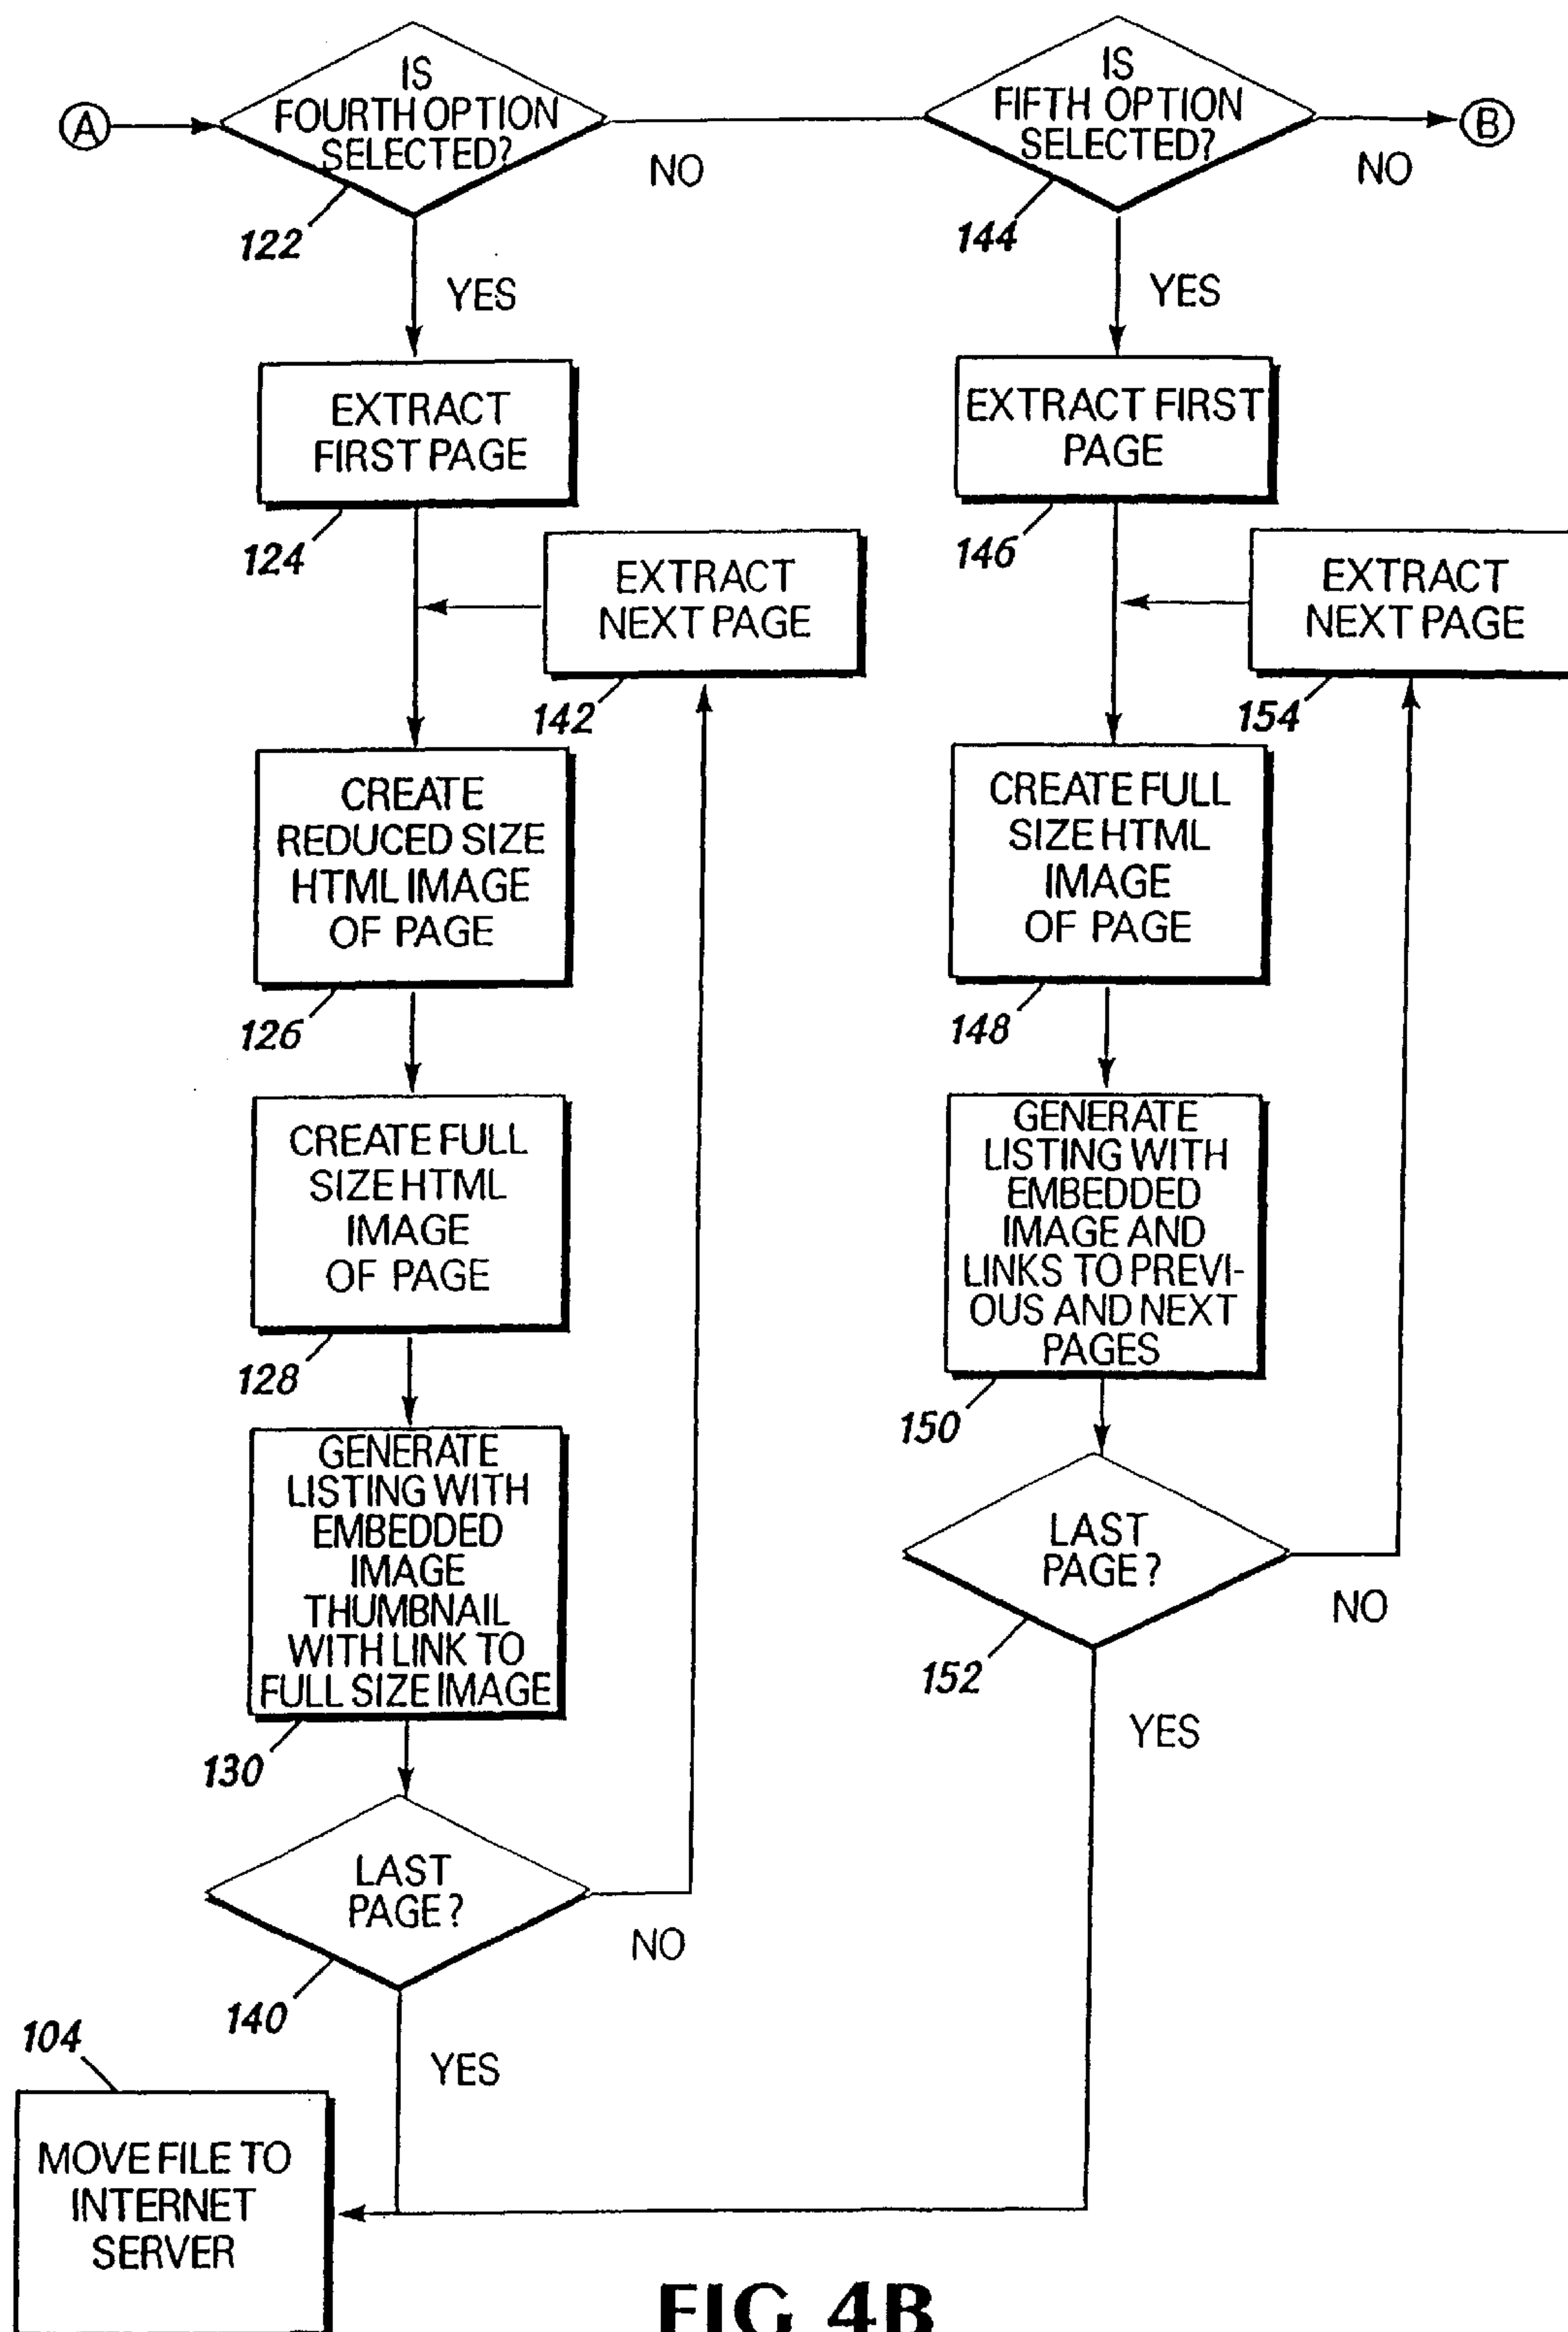 A
IS
FOURTH OPTION
SELECTED?
122
NO
YES
IS
FIFTH OPTION
SELECTED?
144
NO
B
YES
EXTRACT
FIRST PAGE
124
EXTRACT
NEXT PAGE
142
CREATE
REDUCED SIZE
HTML IMAGE
OF PAGE
126
CREATE FULL
SIZE HTML
IMAGE
OF PAGE
128
GENERATE
LISTING WITH
EMBEDDED
IMAGE
THUMBNAIL
WITH LINK TO
FULL SIZE IMAGE
130
LAST
PAGE?
140
NO
YES
EXTRACT FIRST
PAGE
146
EXTRACT
NEXT PAGE
154
CREATE FULL
SIZE HTML
IMAGE
OF PAGE
148
GENERATE
LISTING WITH
EMBEDDED
IMAGE AND
LINKS TO PREVI-
OUS AND NEXT
PAGES
150
LAST
PAGE?
152
NO
YES
104
MOVE FILE TO
INTERNET
SERVER
FIG 4B